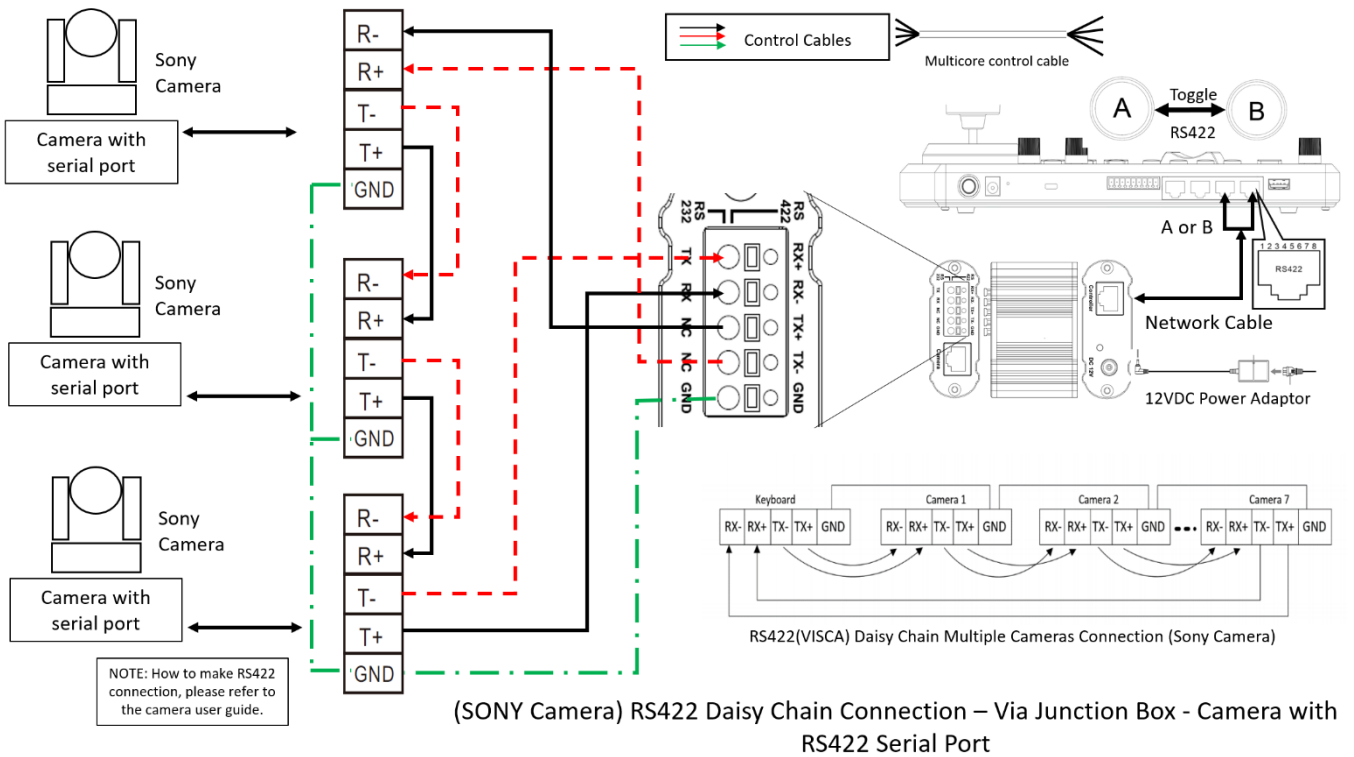 Sony
Camera
Camera with
serial port
Sony
Camera
Camera with
serial port
Sony
Camera
Camera with
serial port
NOTE: How to make RS422
connection, please refer to
the camera user guide.
R-
R+
T-
T+
GND
R-
R+
T-
T+
GND
R-
R+
T-
T+
GND
Control Cables
Multicore control cable
A
Toggle
B
RS422
A or B
1 2 3 4 5 6 7 8
RS422
Network Cable
12VDC Power Adaptor
RS
232
RS
422
TX
RX+
RX
RX-
NC
TX+
NC
TX-
GND
GND
Controller
DC 12V
Camera
Keyboard
Camera 1
Camera 2
Camera 7
RX- RX+ TX- TX+ GND
RX- RX+ TX- TX+ GND
RX- RX+ TX- TX+ GND
RX- RX+ TX- TX+ GND
RS422(VISCA) Daisy Chain Multiple Cameras Connection (Sony Camera)
(SONY Camera) RS422 Daisy Chain Connection – Via Junction Box - Camera with
RS422 Serial Port